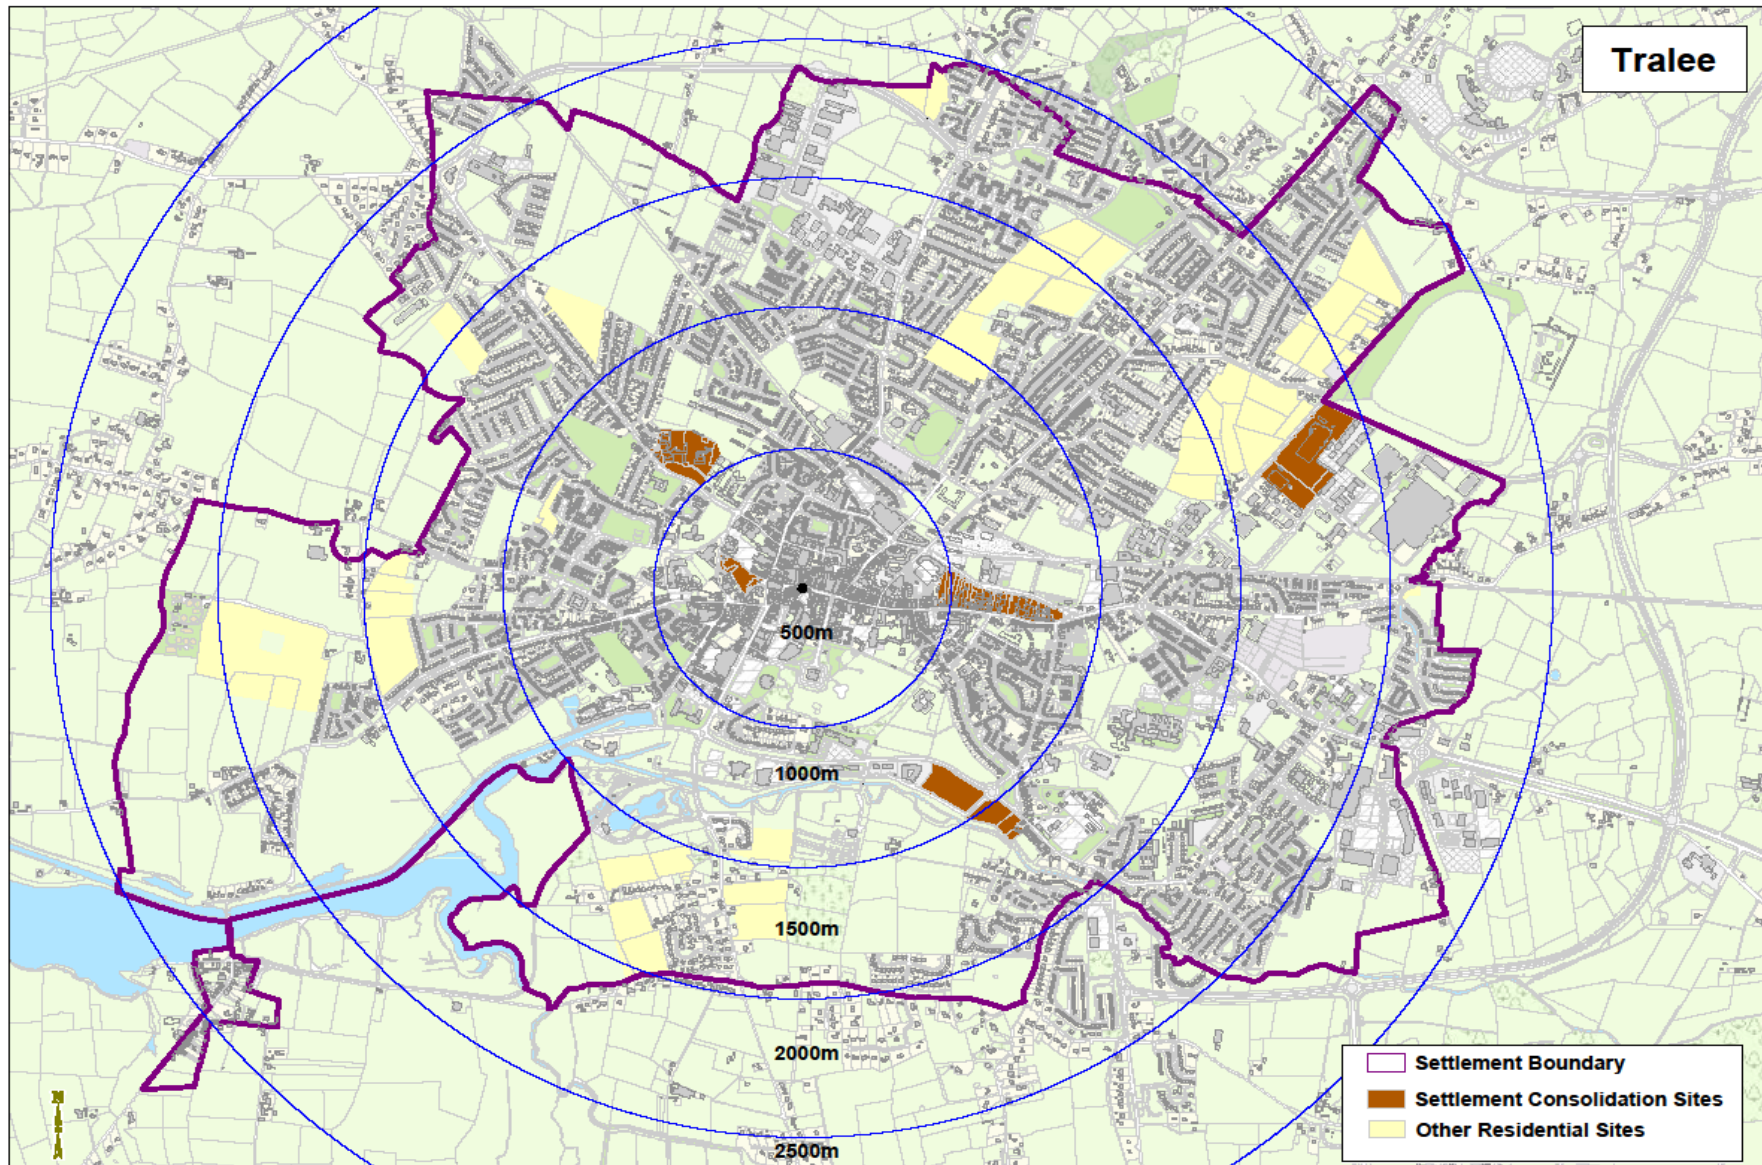 Tralee
500m
1000m
1500m
2000m
2500m
Settlement Boundary
Settlement Consolidation Sites
Other Residential Sites
N